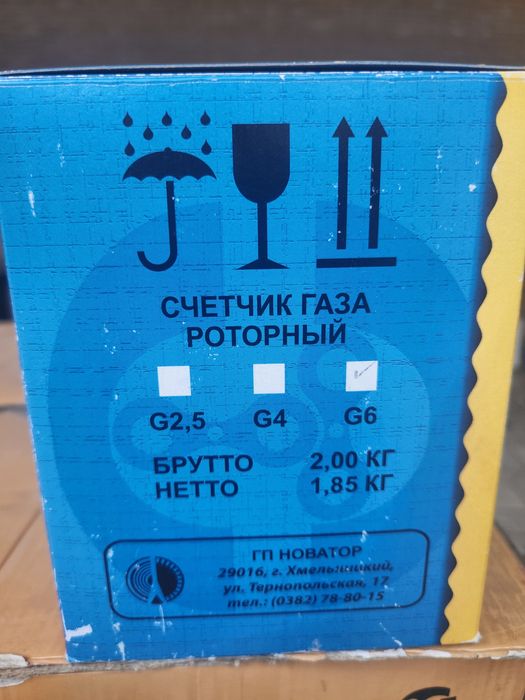 СЧЕТЧИК ГАЗА
РОТОРНЫЙ
G2,5 G4 G6
БРУТТО 2,00 КГ
НЕТТО 1,85 КГ
ГП НОВАТОР
29016, г. Хмельницкий,
ул. Тернопольская, 17
тел.: (0382) 78-80-15